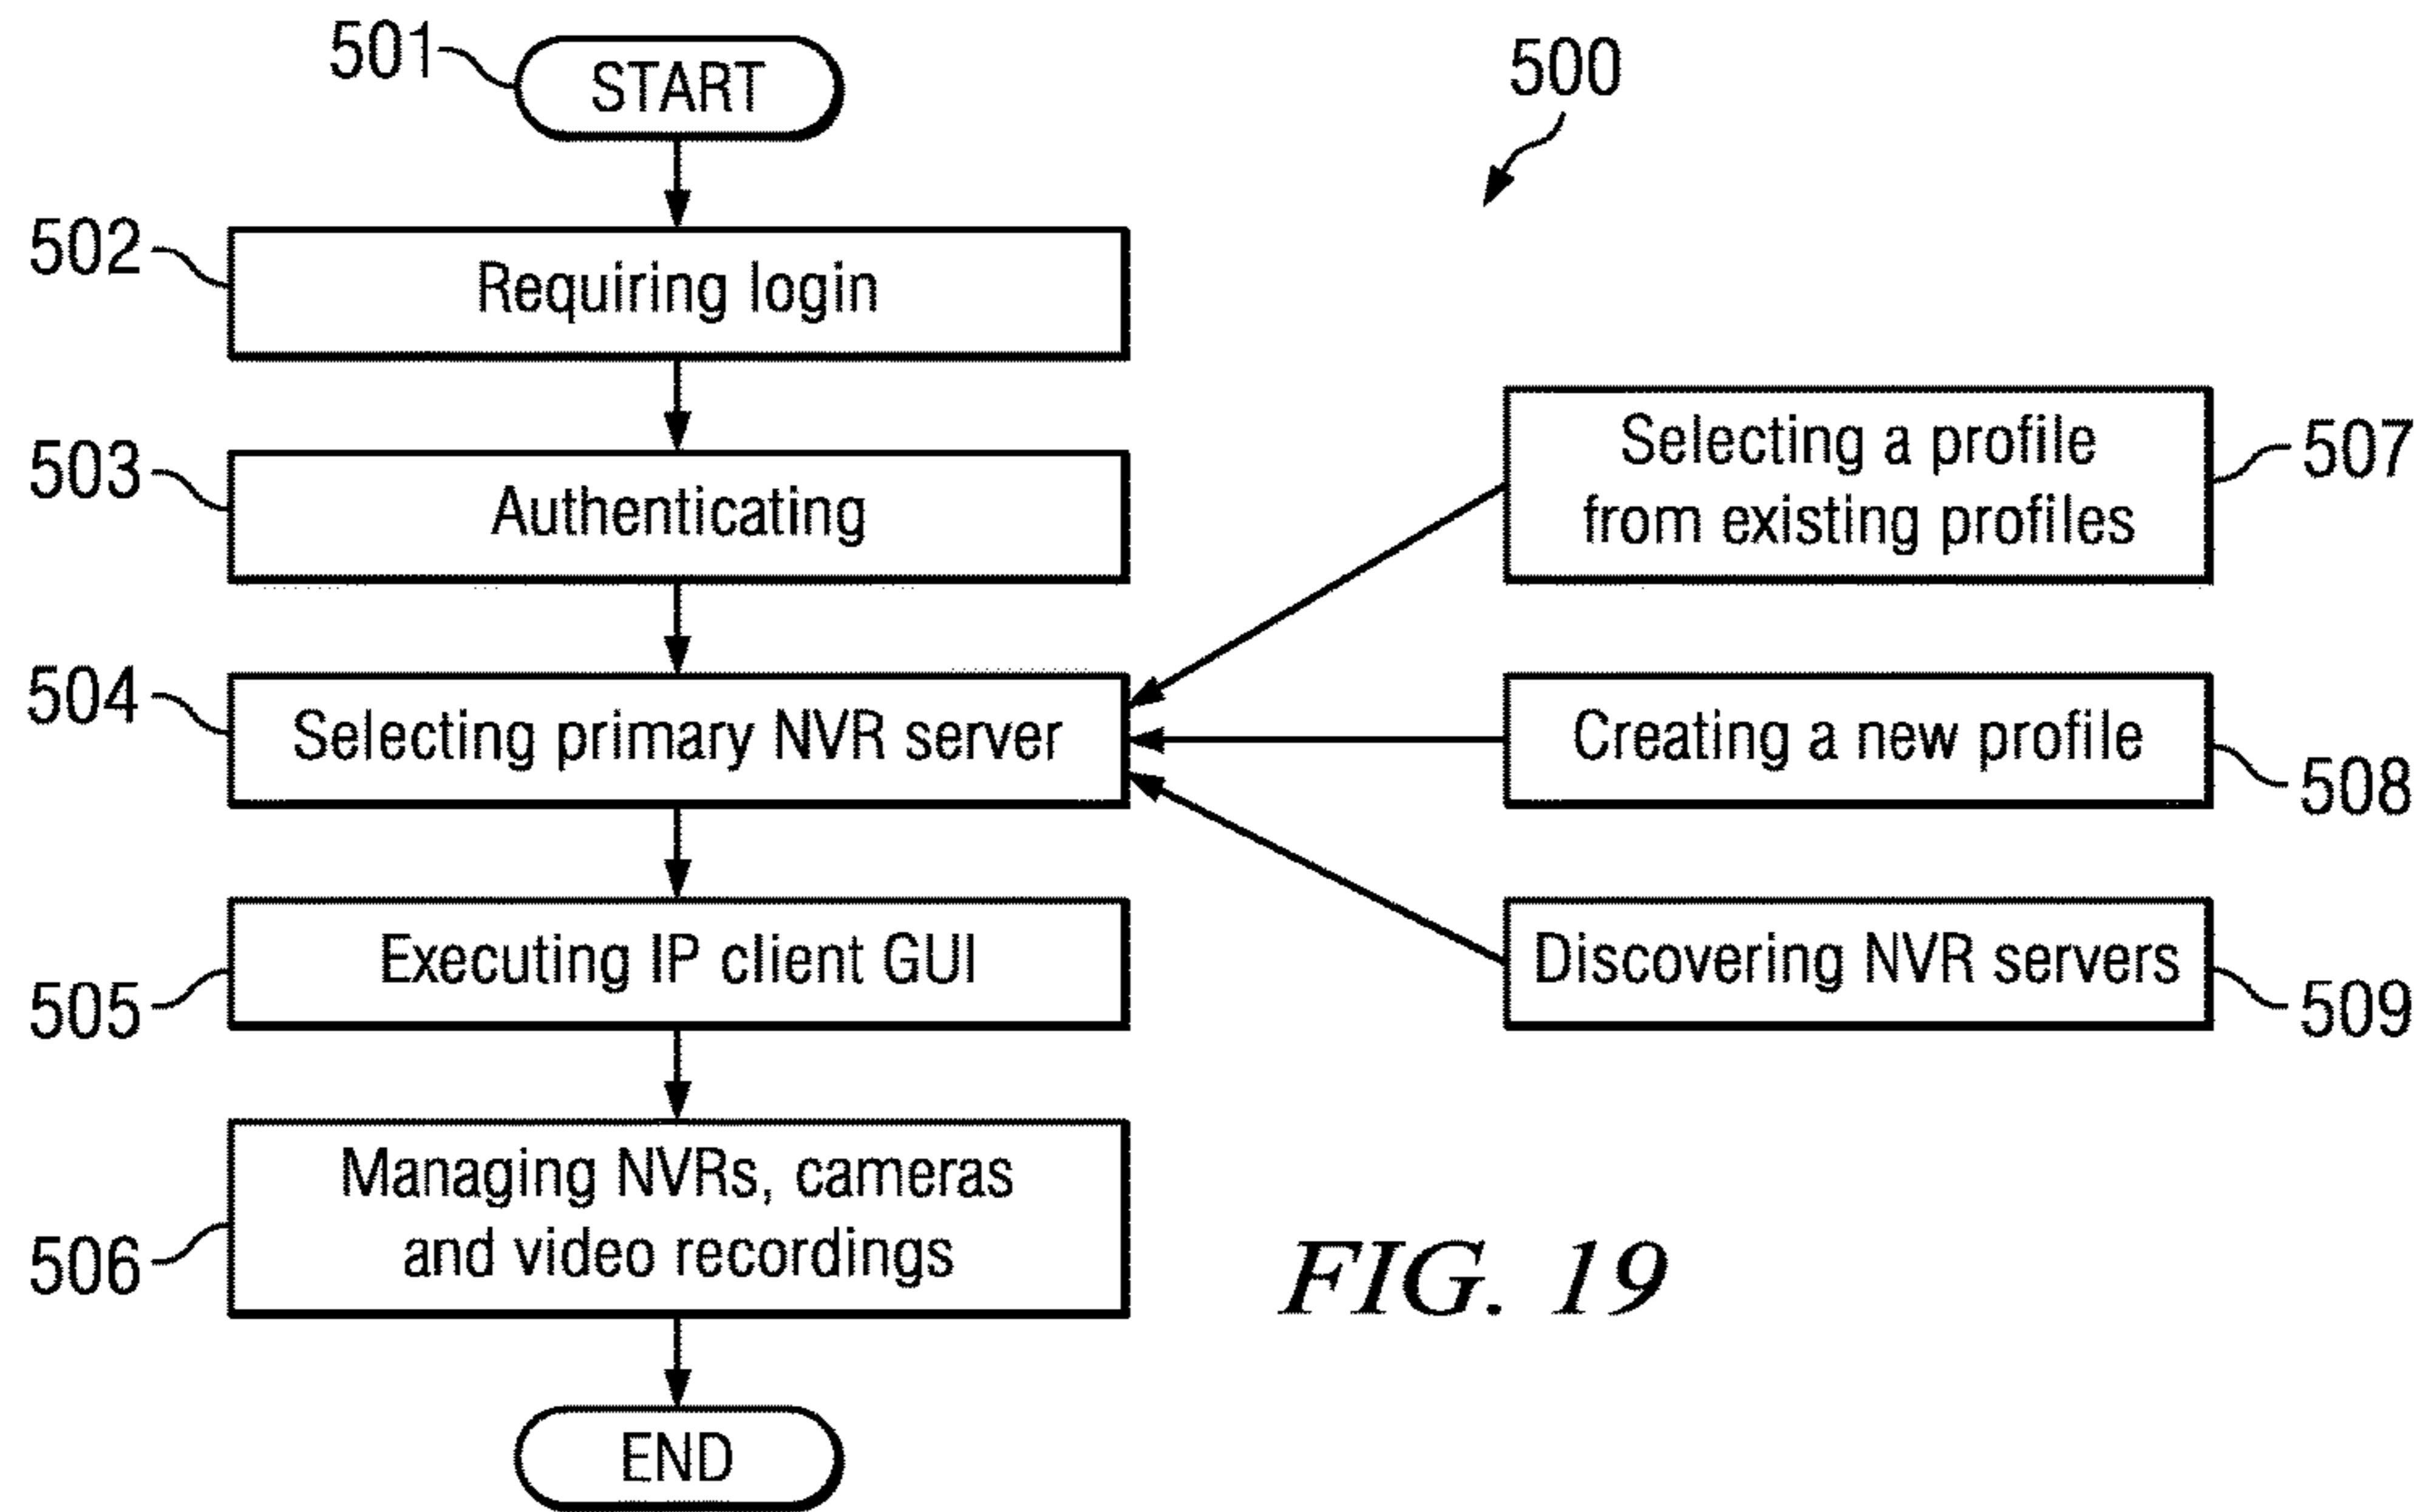 501
START
500
502
Requiring login
503
Authenticating
Selecting a profile
from existing profiles
507
504
Selecting primary NVR server
Creating a new profile
508
505
Executing IP client GUI
Discovering NVR servers
509
506
Managing NVRs, cameras
and video recordings
FIG. 19
END